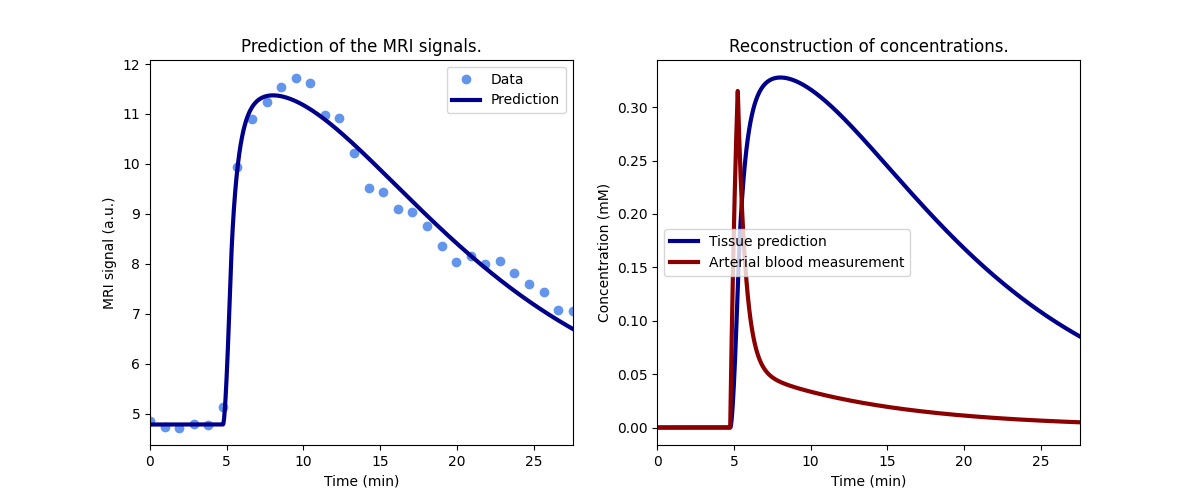 Prediction of the MRI signals.
MRI signal (a.u.)
12
11
10
9
8
7
6
5
0
5
10
15
20
25
Time (min)
Data
Prediction
Reconstruction of concentrations.
Concentration (mM)
0.30
0.25
0.20
0.15
0.10
0.05
0.00
0
5
10
15
20
25
Time (min)
Tissue prediction
Arterial blood measurement